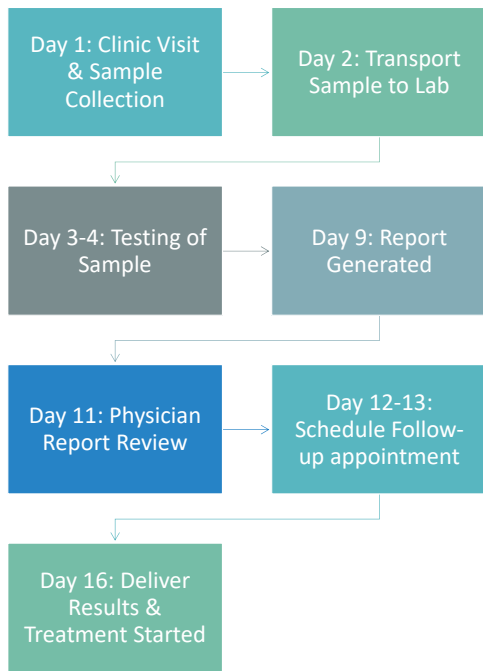 Day 1: Clinic Visit
& Sample
Collection
Day 2: Transport
Sample to Lab
Day 3-4: Testing of
Sample
Day 9: Report
Generated
Day 11: Physician
Report Review
Day 12-13:
Schedule Follow-
up appointment
Day 16: Deliver
Results &
Treatment Started